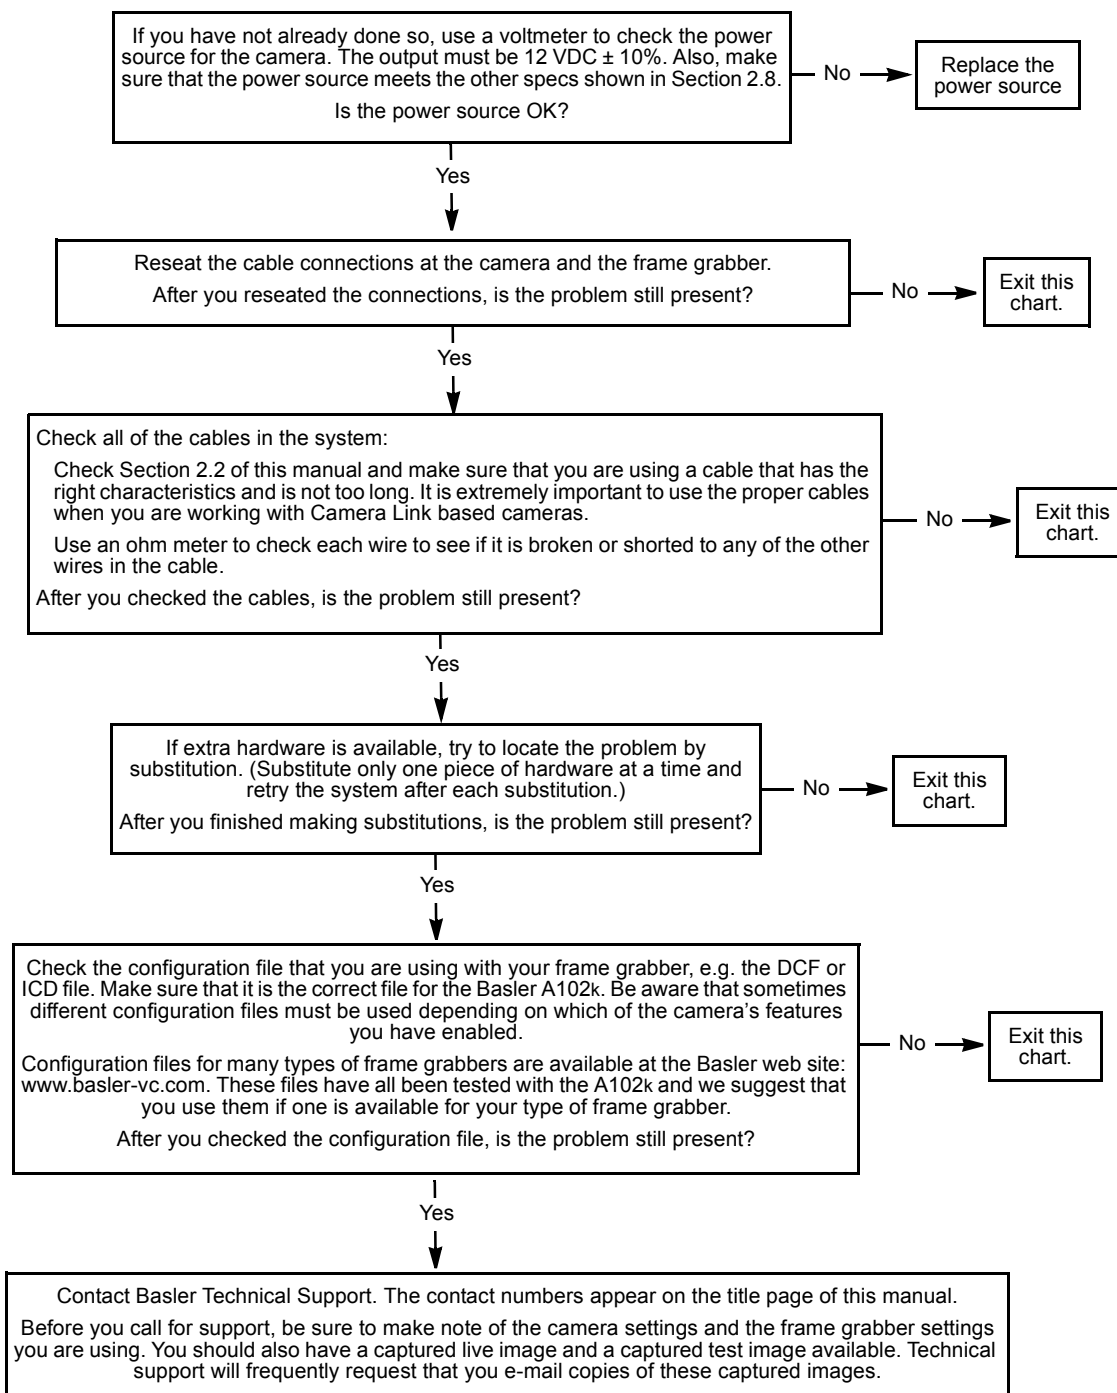 If you have not already done so, use a voltmeter to check the power
source for the camera. The output must be 12 VDC ± 10%. Also, make
sure that the power source meets the other specs shown in Section 2.8.
Is the power source OK?
No
Replace the
power source
Yes
Reseat the cable connections at the camera and the frame grabber.
After you reseated the connections, is the problem still present?
No
Exit this
chart.
Yes
Check all of the cables in the system:
Check Section 2.2 of this manual and make sure that you are using a cable that has the
right characteristics and is not too long. It is extremely important to use the proper cables
when you are working with Camera Link based cameras.
Use an ohm meter to check each wire to see if it is broken or shorted to any of the other
wires in the cable.
After you checked the cables, is the problem still present?
No
Exit this
chart.
Yes
If extra hardware is available, try to locate the problem by
substitution. (Substitute only one piece of hardware at a time and
retry the system after each substitution.)
After you finished making substitutions, is the problem still present?
No
Exit this
chart.
Yes
Check the configuration file that you are using with your frame grabber, e.g. the DCF or
ICD file. Make sure that it is the correct file for the Basler A102k. Be aware that sometimes
different configuration files must be used depending on which of the camera's features
you have enabled.
Configuration files for many types of frame grabbers are available at the Basler web site:
www.basler-vc.com. These files have all been tested with the A102k and we suggest that
you use them if one is available for your type of frame grabber.
After you checked the configuration file, is the problem still present?
No
Exit this
chart.
Yes
Contact Basler Technical Support. The contact numbers appear on the title page of this manual.
Before you call for support, be sure to make note of the camera settings and the frame grabber settings
you are using. You should also have a captured live image and a captured test image available. Technical
support will frequently request that you e-mail copies of these captured images.